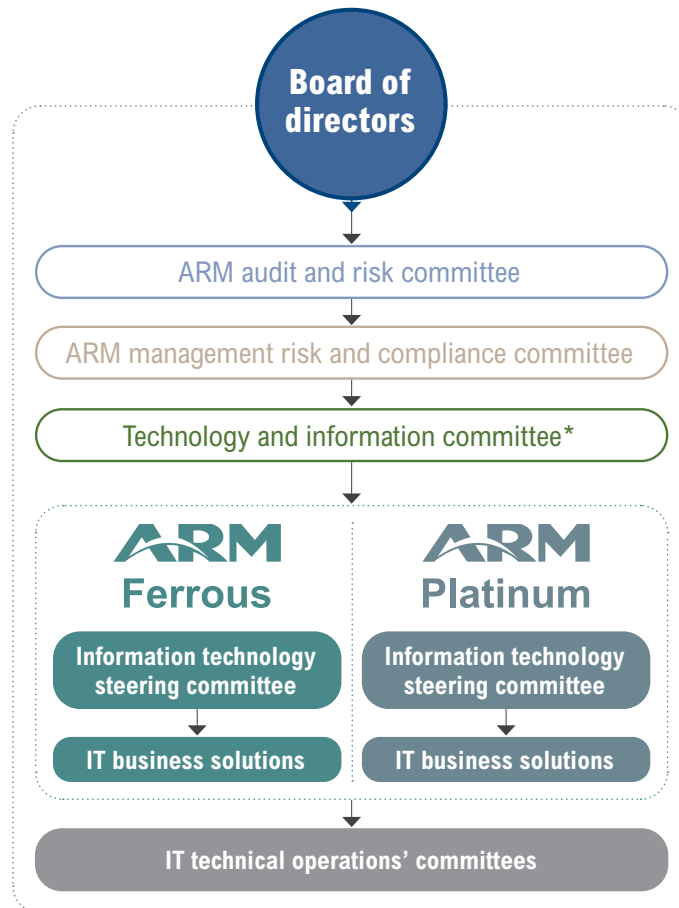 Board of
directors
ARM audit and risk committee
ARM management risk and compliance committee
Technology and information committee*
ARM
Ferrous
Information technology
steering committee
IT business solutions
ARM
Platinum
Information technology
steering committee
IT business solutions
IT technical operations’ committees